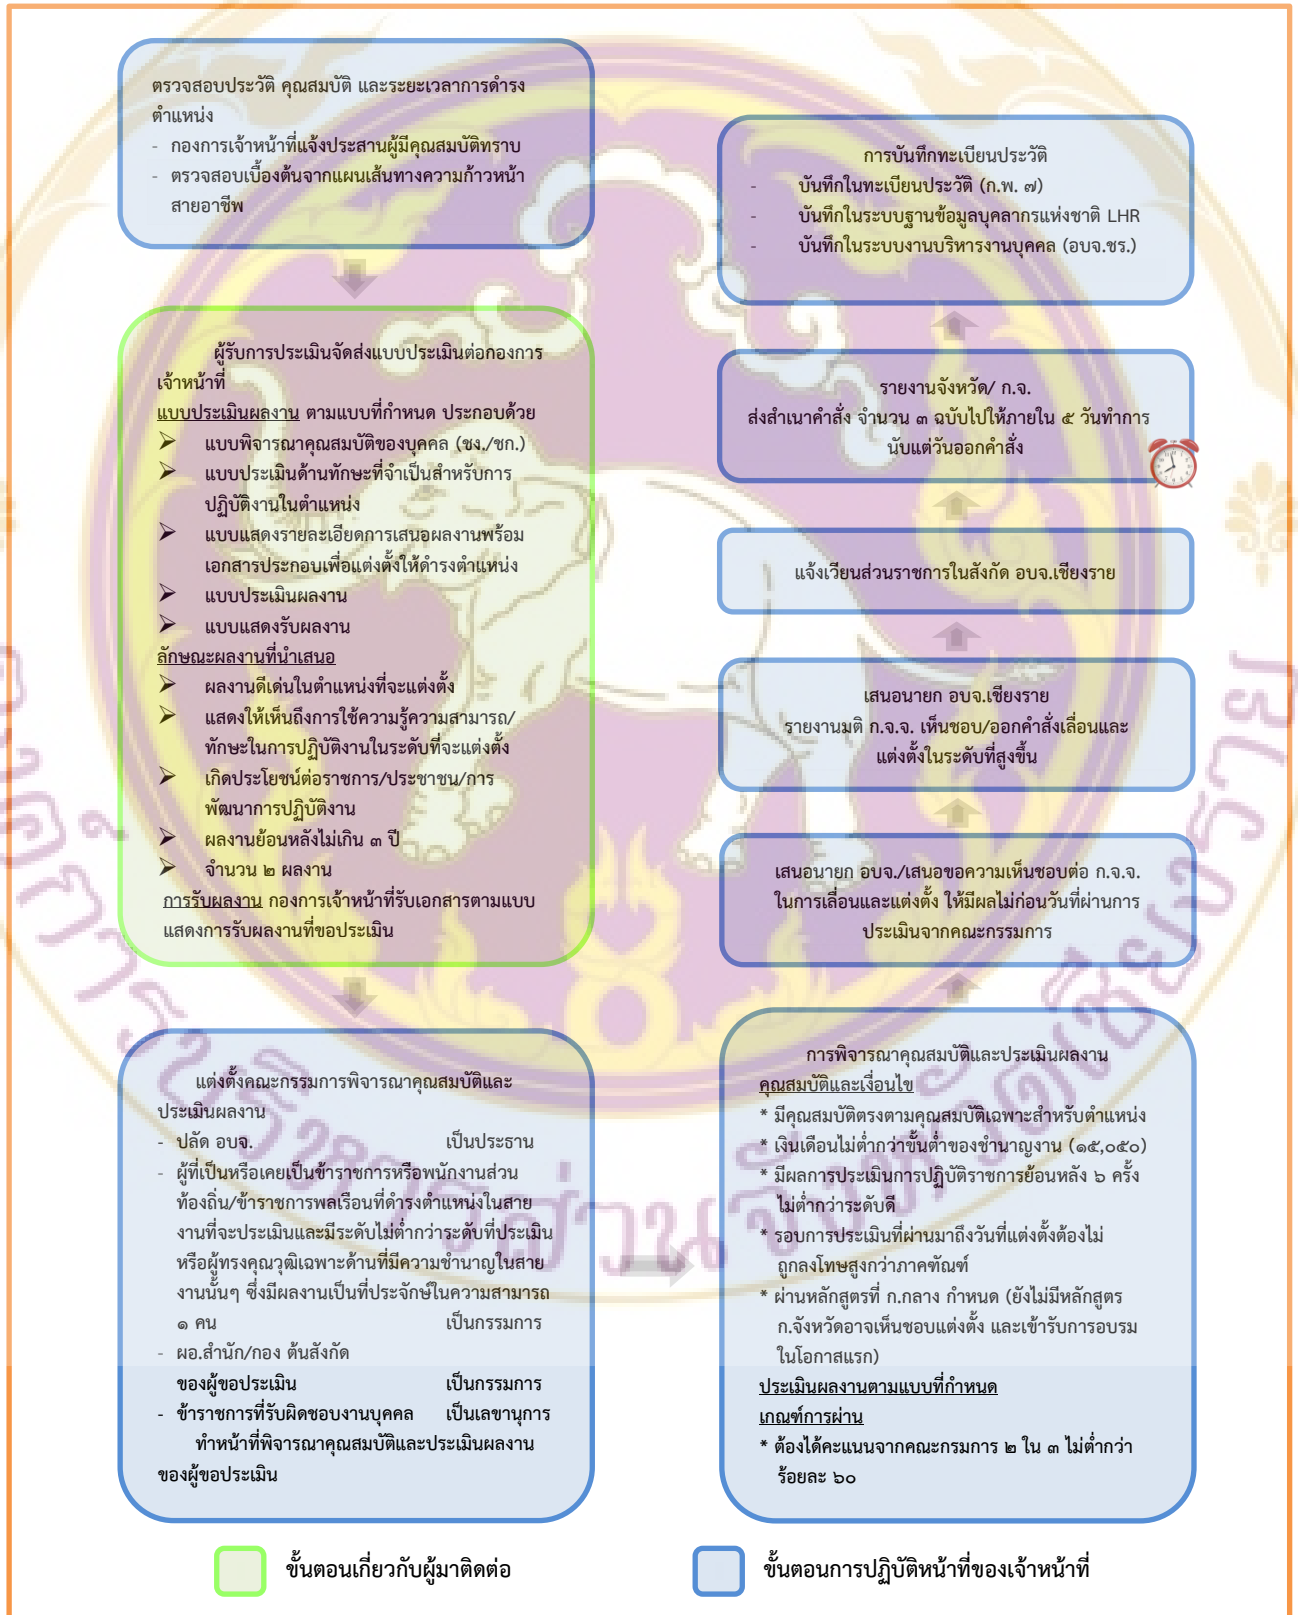 ตรวจสอบประวัติ คุณสมบัติ และระยะเวลาการดำรง
ตำแหน่ง
- กองการเจ้าหน้าที่แจ้งประสานผู้มีคุณสมบัติทราบ
- ตรวจสอบเบื้องต้นจากแผนเส้นทางความก้าวหน้า
สายอาชีพ
ผู้รับการประเมินจัดส่งแบบประเมินต่อกองการ
เจ้าหน้าที่
แบบประเมินผลงาน ตามแบบที่กำหนด ประกอบด้วย
➢ แบบพิจารณาคุณสมบัติของบุคคล (ชง./ชก.)
➢ แบบประเมินด้านทักษะที่จำเป็นสำหรับการ
ปฏิบัติงานในตำแหน่ง
➢ แบบแสดงรายละเอียดการเสนอผลงานพร้อม
เอกสารประกอบเพื่อแต่งตั้งให้ดำรงตำแหน่ง
➢ แบบประเมินผลงาน
➢ แบบแสดงรับผลงาน
ลักษณะผลงานที่นำเสนอ
➢ ผลงานดีเด่นในตำแหน่งที่จะแต่งตั้ง
➢ แสดงให้เห็นถึงการใช้ความรู้ความสามารถ/
ทักษะในการปฏิบัติงานในระดับที่จะแต่งตั้ง
➢ เกิดประโยชน์ต่อราชการ/ประชาชน/การ
พัฒนาการปฏิบัติงาน
➢ ผลงานย้อนหลังไม่เกิน ๓ ปี
➢ จำนวน ๒ ผลงาน
การรับผลงาน กองการเจ้าหน้าที่รับเอกสารตามแบบ
แสดงการรับผลงานที่ขอประเมิน
แต่งตั้งคณะกรรมการพิจารณาคุณสมบัติและ
ประเมินผลงาน
- ปลัด อบจ. เป็นประธาน
- ผู้ที่เป็นหรือเคยเป็นข้าราชการหรือพนักงานส่วน
ท้องถิ่น/ข้าราชการพลเรือนที่ดำรงตำแหน่งในสาย
งานที่จะประเมินและมีระดับไม่ต่ำกว่าระดับที่ประเมิน
หรือผู้ทรงคุณวุฒิเฉพาะด้านที่มีความชำนาญในสาย
งานนั้นๆ ซึ่งมีผลงานเป็นที่ประจักษ์ในความสามารถ
๑ คน เป็นกรรมการ
- ผอ.สำนัก/กอง ต้นสังกัด
ของผู้ขอประเมิน เป็นกรรมการ
- ข้าราชการที่รับผิดชอบงานบุคคล เป็นเลขานุการ
ทำหน้าที่พิจารณาคุณสมบัติและประเมินผลงาน
ของผู้ขอประเมิน
การพิจารณาคุณสมบัติและประเมินผลงาน
คุณสมบัติและเงื่อนไข
* มีคุณสมบัติตรงตามคุณสมบัติเฉพาะสำหรับตำแหน่ง
* เงินเดือนไม่ต่ำกว่าขั้นต่ำของชำนาญงาน (๑๕,๐๕๐)
* มีผลการประเมินการปฏิบัติราชการย้อนหลัง ๖ ครั้ง
ไม่ต่ำกว่าระดับดี
* รอบการประเมินที่ผ่านมาถึงวันที่แต่งตั้งต้องไม่
ถูกลงโทษสูงกว่าภาคฑัณฑ์
* ผ่านหลักสูตรที่ ก.กลาง กำหนด (ยังไม่มีหลักสูตร
ก.จังหวัดอาจเห็นชอบแต่งตั้ง และเข้ารับการอบรม
ในโอกาสแรก)
ประเมินผลงานตามแบบที่กำหนด
เกณฑ์การผ่าน
* ต้องได้คะแนนจากคณะกรมการ ๒ ใน ๓ ไม่ต่ำกว่า
ร้อยละ ๖๐
เสนอนายก อบจ./เสนอขอความเห็นชอบต่อ ก.จ.จ.
ในการเลื่อนและแต่งตั้ง ให้มีผลไม่ก่อนวันที่ผ่านการ
ประเมินจากคณะกรรมการ
เสนอนายก อบจ.เชียงราย
รายงานมติ ก.จ.จ. เห็นชอบ/ออกคำสั่งเลื่อนและ
แต่งตั้งในระดับที่สูงขึ้น
แจ้งเวียนส่วนราชการในสังกัด อบจ.เชียงราย
รายงานจังหวัด/ ก.จ.
ส่งสำเนาคำสั่ง จำนวน ๓ ฉบับไปให้ภายใน ๕ วันทำการ
นับแต่วันออกคำสั่ง
การบันทึกทะเบียนประวัติ
- บันทึกในทะเบียนประวัติ (ก.พ. ๗)
- บันทึกในระบบฐานข้อมูลบุคลากรแห่งชาติ LHR
- บันทึกในระบบงานบริหารงานบุคคล (อบจ.ชร.)
ขั้นตอนเกี่ยวกับผู้มาติดต่อ
ขั้นตอนการปฏิบัติหน้าที่ของเจ้าหน้าที่